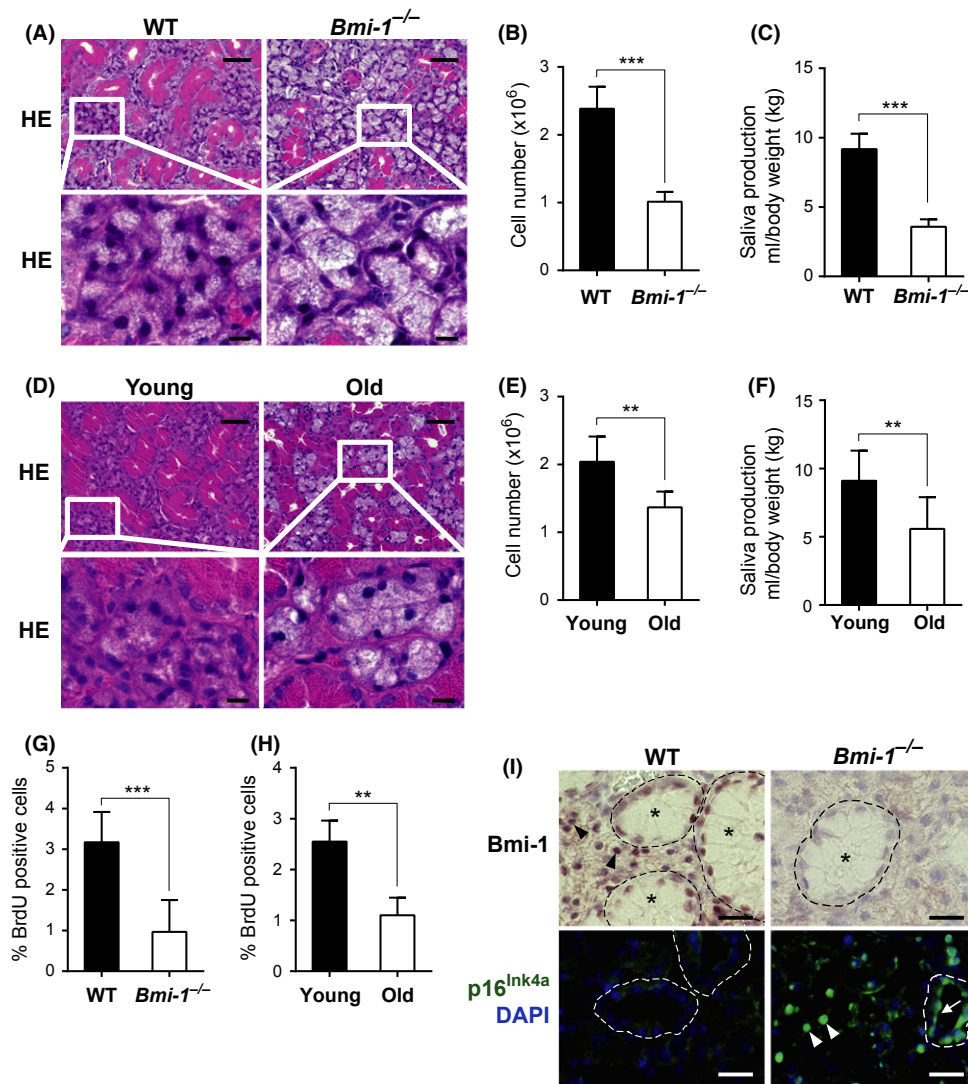 (A)
WT
Bmi-1–/–
HE
HE
(B)
***
Cell number (x10⁶)
3
2
1
0
WT
Bmi-1–/–
(C)
***
Saliva production
ml/body weight (kg)
15
10
5
0
WT
Bmi-1–/–
(D)
Young
Old
HE
HE
(E)
**
Cell number (x10⁶)
3
2
1
0
Young
Old
(F)
**
Saliva production
ml/body weight (kg)
15
10
5
0
Young
Old
(G)
***
% BrdU positive cells
5
4
3
2
1
0
WT
Bmi-1–/–
(H)
**
% BrdU positive cells
4
3
2
1
0
Young
Old
(I)
WT
Bmi-1–/–
Bmi-1
*
*
*
*
p16Ink4a
DAPI